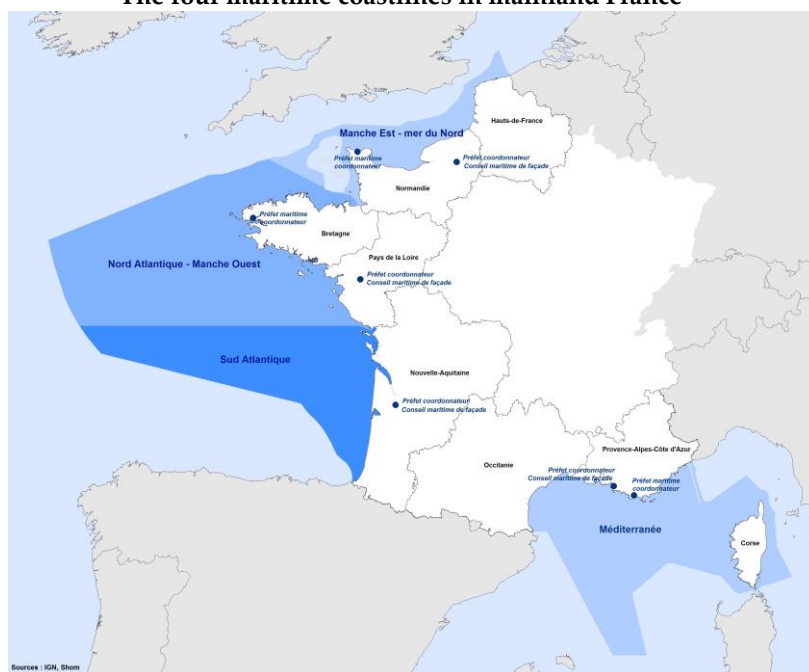 The four maritime coastlines in mainland France
Hauts-de-France
Manche Est - mer du Nord
Préfet maritime
coordonnateur
Préfet coordonnateur
Conseil maritime de façade
Normandie
Préfet maritime
coordonnateur
Bretagne
Pays de la Loire
Nord Atlantique - Manche Ouest
Préfet coordonnateur
Conseil maritime de façade
Sud Atlantique
Nouvelle-Aquitaine
Préfet coordonnateur
Conseil maritime de façade
Provence-Alpes-Côte d'Azur
Occitanie
Préfet coordonnateur
Conseil maritime de façade
Préfet maritime
coordonnateur
Méditerranée
Corse
Sources : IGN, Shom